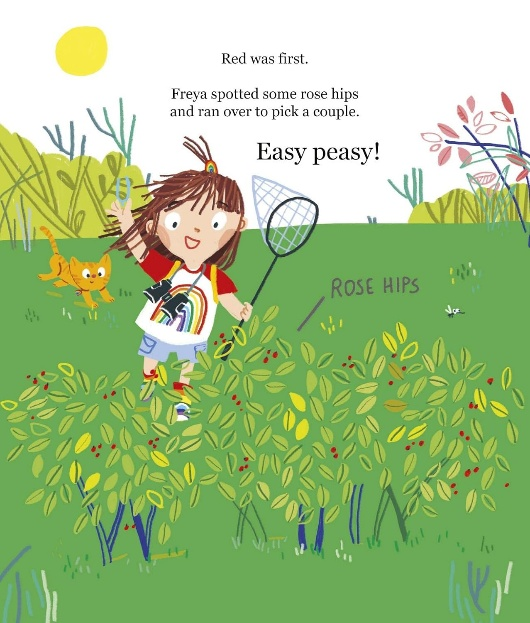 Red was first.
Freya spotted some rose hips
and ran over to pick a couple.
Easy peasy!
ROSE HIPS